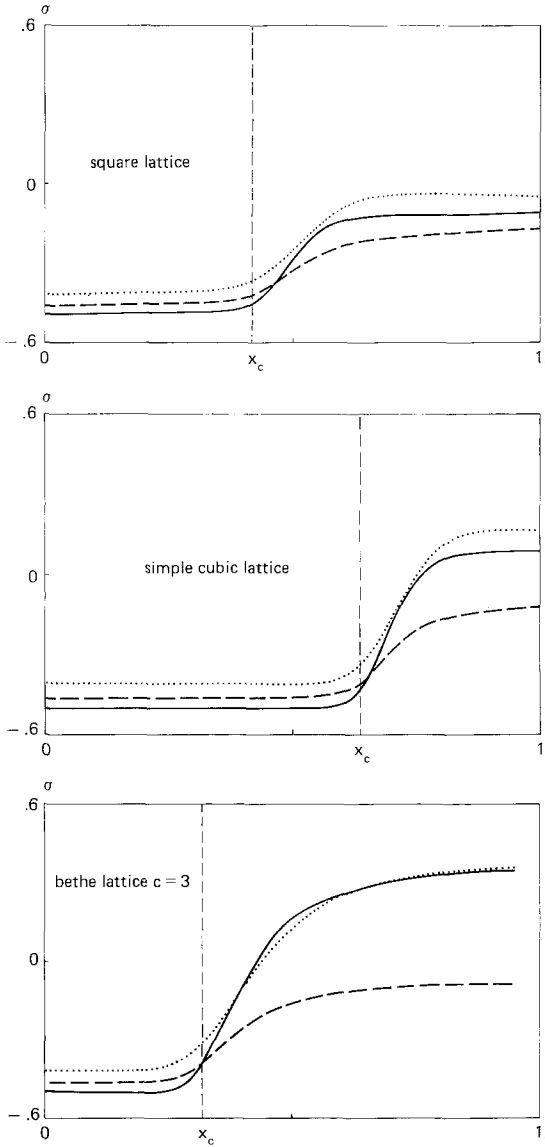 σ
.6
square lattice
0
– .6
0
x_c
1
σ
.6
simple cubic lattice
0
– .6
0
x_c
1
σ
.6
bethe lattice c = 3
0
– .6
0
x_c
1